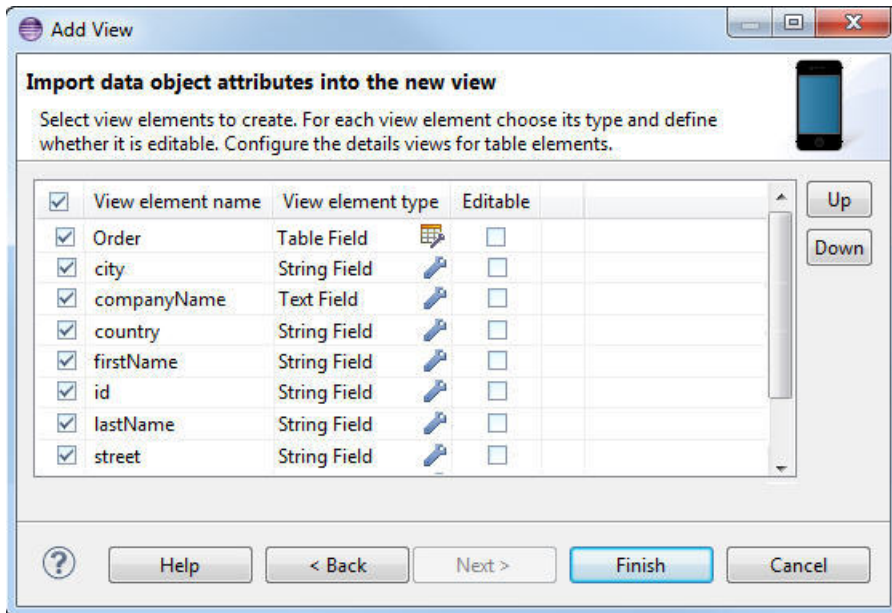 Add View
Import data object attributes into the new view
Select view elements to create. For each view element choose its type and define
whether it is editable. Configure the details views for table elements.
View element name View element type Editable
Order Table Field
city String Field
companyName Text Field
country String Field
firstName String Field
id String Field
lastName String Field
street String Field
Up
Down
? Help < Back Next > Finish Cancel